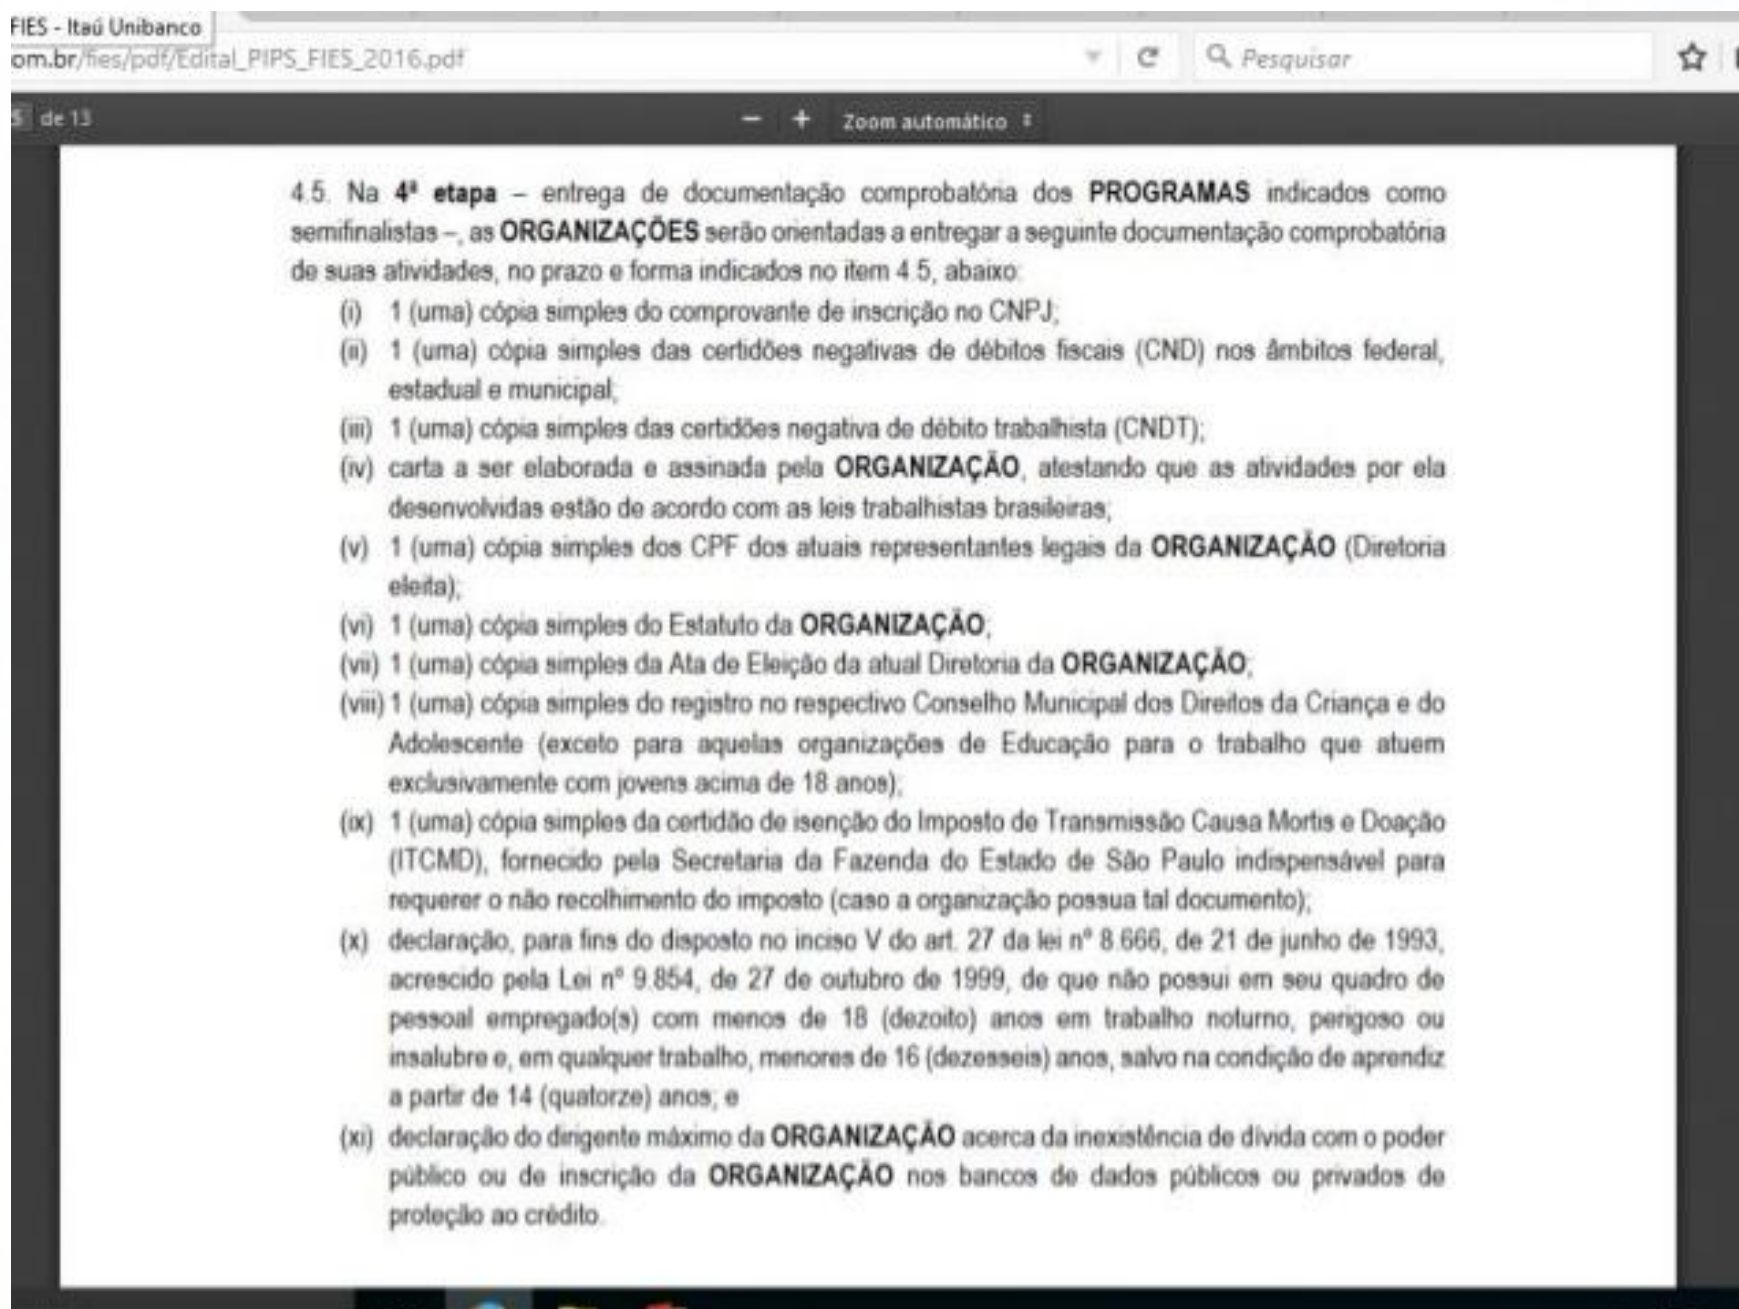 FIES - Itaú Unibanco
om.br/fies/pdf/Edital_PIPS_FIES_2016.pdf
Pesquisar
5 de 13
Zoom automático
4.5. Na 4ª etapa – entrega de documentação comprobatória dos PROGRAMAS indicados como
semifinalistas –, as ORGANIZAÇÕES serão orientadas a entregar a seguinte documentação comprobatória
de suas atividades, no prazo e forma indicados no item 4.5, abaixo:
(i) 1 (uma) cópia simples do comprovante de inscrição no CNPJ;
(ii) 1 (uma) cópia simples das certidões negativas de débitos fiscais (CND) nos âmbitos federal,
estadual e municipal;
(iii) 1 (uma) cópia simples das certidões negativa de débito trabalhista (CNDT);
(iv) carta a ser elaborada e assinada pela ORGANIZAÇÃO, atestando que as atividades por ela
desenvolvidas estão de acordo com as leis trabalhistas brasileiras;
(v) 1 (uma) cópia simples dos CPF dos atuais representantes legais da ORGANIZAÇÃO (Diretoria
eleita);
(vi) 1 (uma) cópia simples do Estatuto da ORGANIZAÇÃO;
(vii) 1 (uma) cópia simples da Ata de Eleição da atual Diretoria da ORGANIZAÇÃO;
(viii) 1 (uma) cópia simples do registro no respectivo Conselho Municipal dos Direitos da Criança e do
Adolescente (exceto para aquelas organizações de Educação para o trabalho que atuem
exclusivamente com jovens acima de 18 anos);
(ix) 1 (uma) cópia simples da certidão de isenção do Imposto de Transmissão Causa Mortis e Doação
(ITCMD), fornecido pela Secretaria da Fazenda do Estado de São Paulo indispensável para
requerer o não recolhimento do imposto (caso a organização possua tal documento);
(x) declaração, para fins do disposto no inciso V do art. 27 da lei nº 8.666, de 21 de junho de 1993,
acrescido pela Lei nº 9.854, de 27 de outubro de 1999, de que não possui em seu quadro de
pessoal empregado(s) com menos de 18 (dezoito) anos em trabalho noturno, perigoso ou
insalubre e, em qualquer trabalho, menores de 16 (dezesseis) anos, salvo na condição de aprendiz
a partir de 14 (quatorze) anos; e
(xi) declaração do dirigente máximo da ORGANIZAÇÃO acerca da inexistência de dívida com o poder
público ou de inscrição da ORGANIZAÇÃO nos bancos de dados públicos ou privados de
proteção ao crédito.